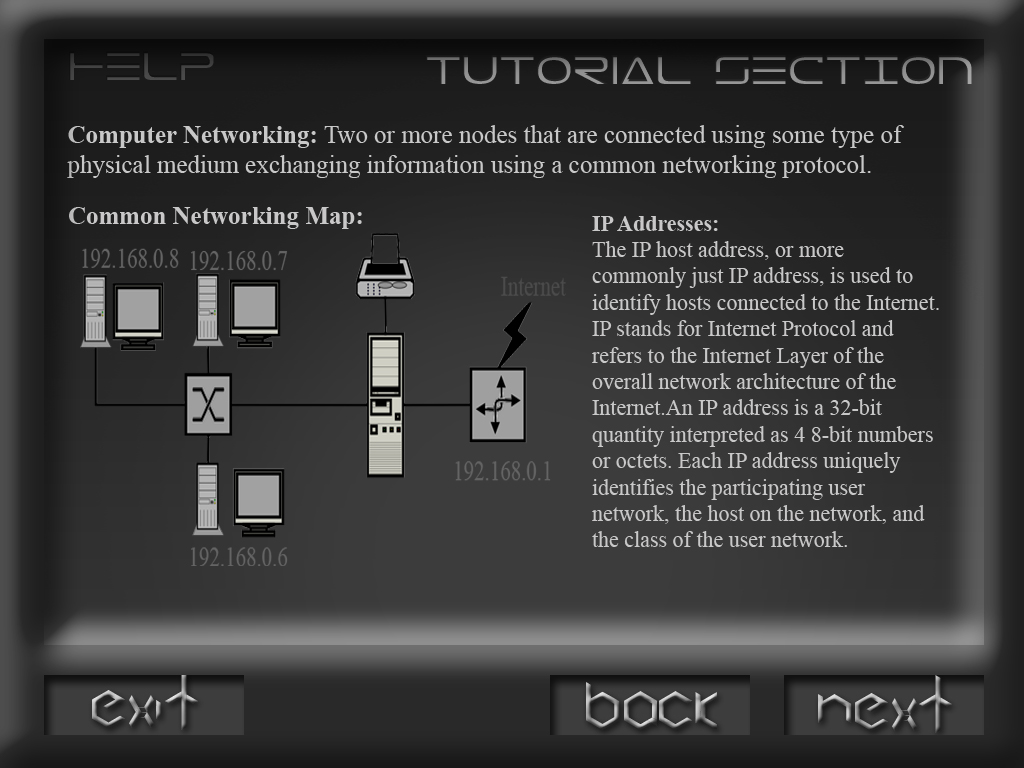 HELP
TUTORIAL SECTION
Computer Networking: Two or more nodes that are connected using some type of
physical medium exchanging information using a common networking protocol.
Common Networking Map:
192.168.0.8
192.168.0.7
Internet
192.168.0.1
192.168.0.6
IP Addresses:
The IP host address, or more
commonly just IP address, is used to
identify hosts connected to the Internet.
IP stands for Internet Protocol and
refers to the Internet Layer of the
overall network architecture of the
Internet.An IP address is a 32-bit
quantity interpreted as 4 8-bit numbers
or octets. Each IP address uniquely
identifies the participating user
network, the host on the network, and
the class of the user network.
exit
back
next